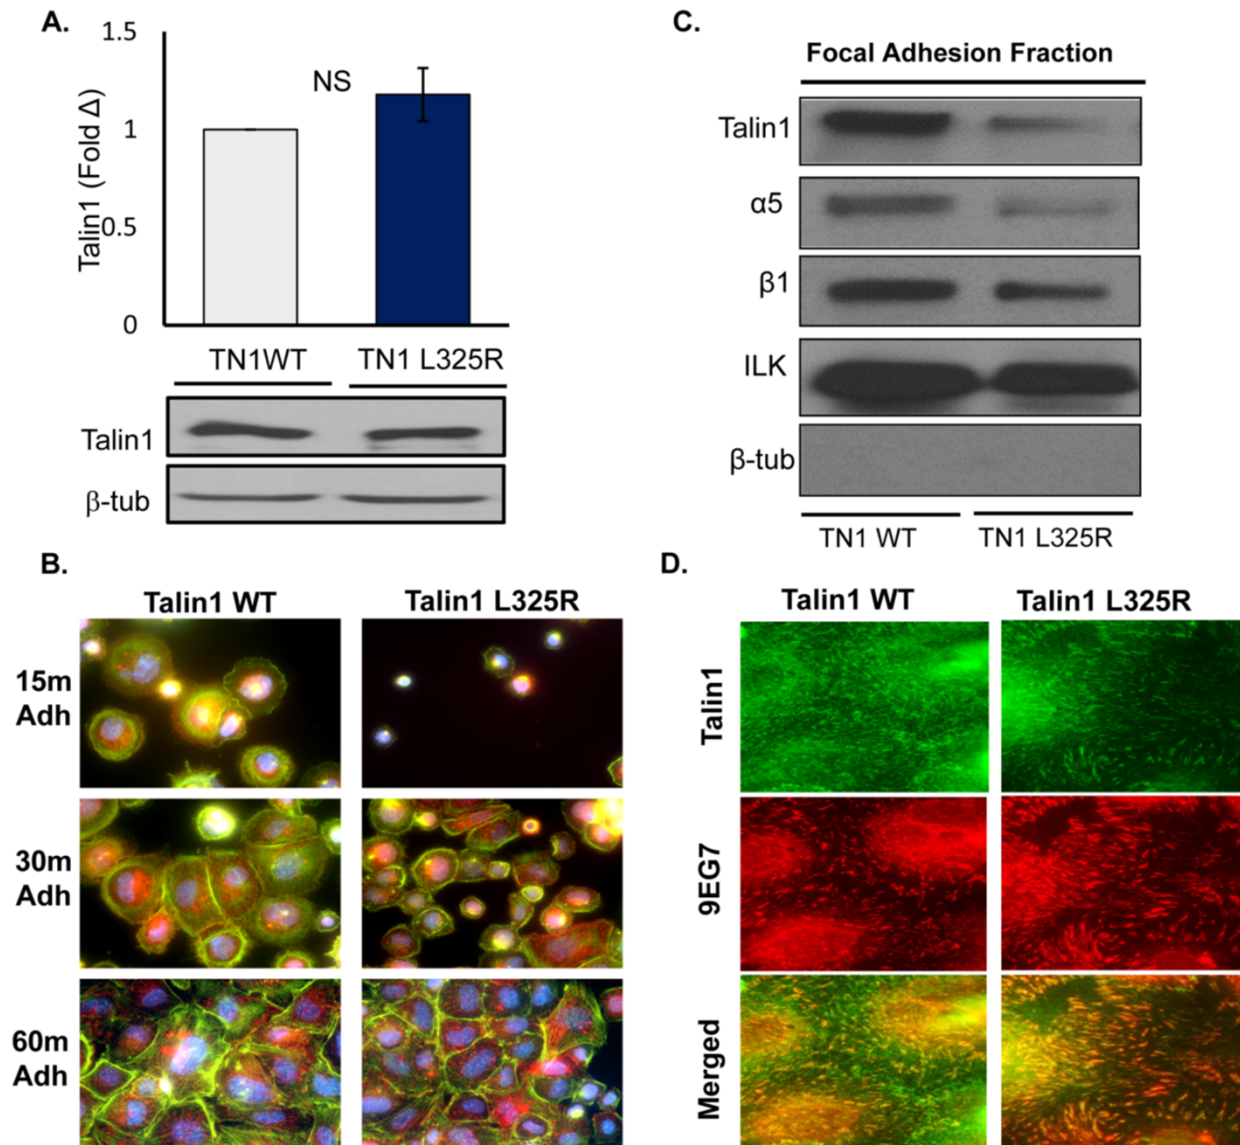 A.
1.5
1
0.5
0
Talin1 (Fold Δ)
NS
TN1WT
TN1 L325R
Talin1
β-tub
B.
Talin1 WT
Talin1 L325R
15m
Adh
30m
Adh
60m
Adh
C.
Focal Adhesion Fraction
Talin1
α5
β1
ILK
β-tub
TN1 WT
TN1 L325R
D.
Talin1 WT
Talin1 L325R
Talin1
9EG7
Merged